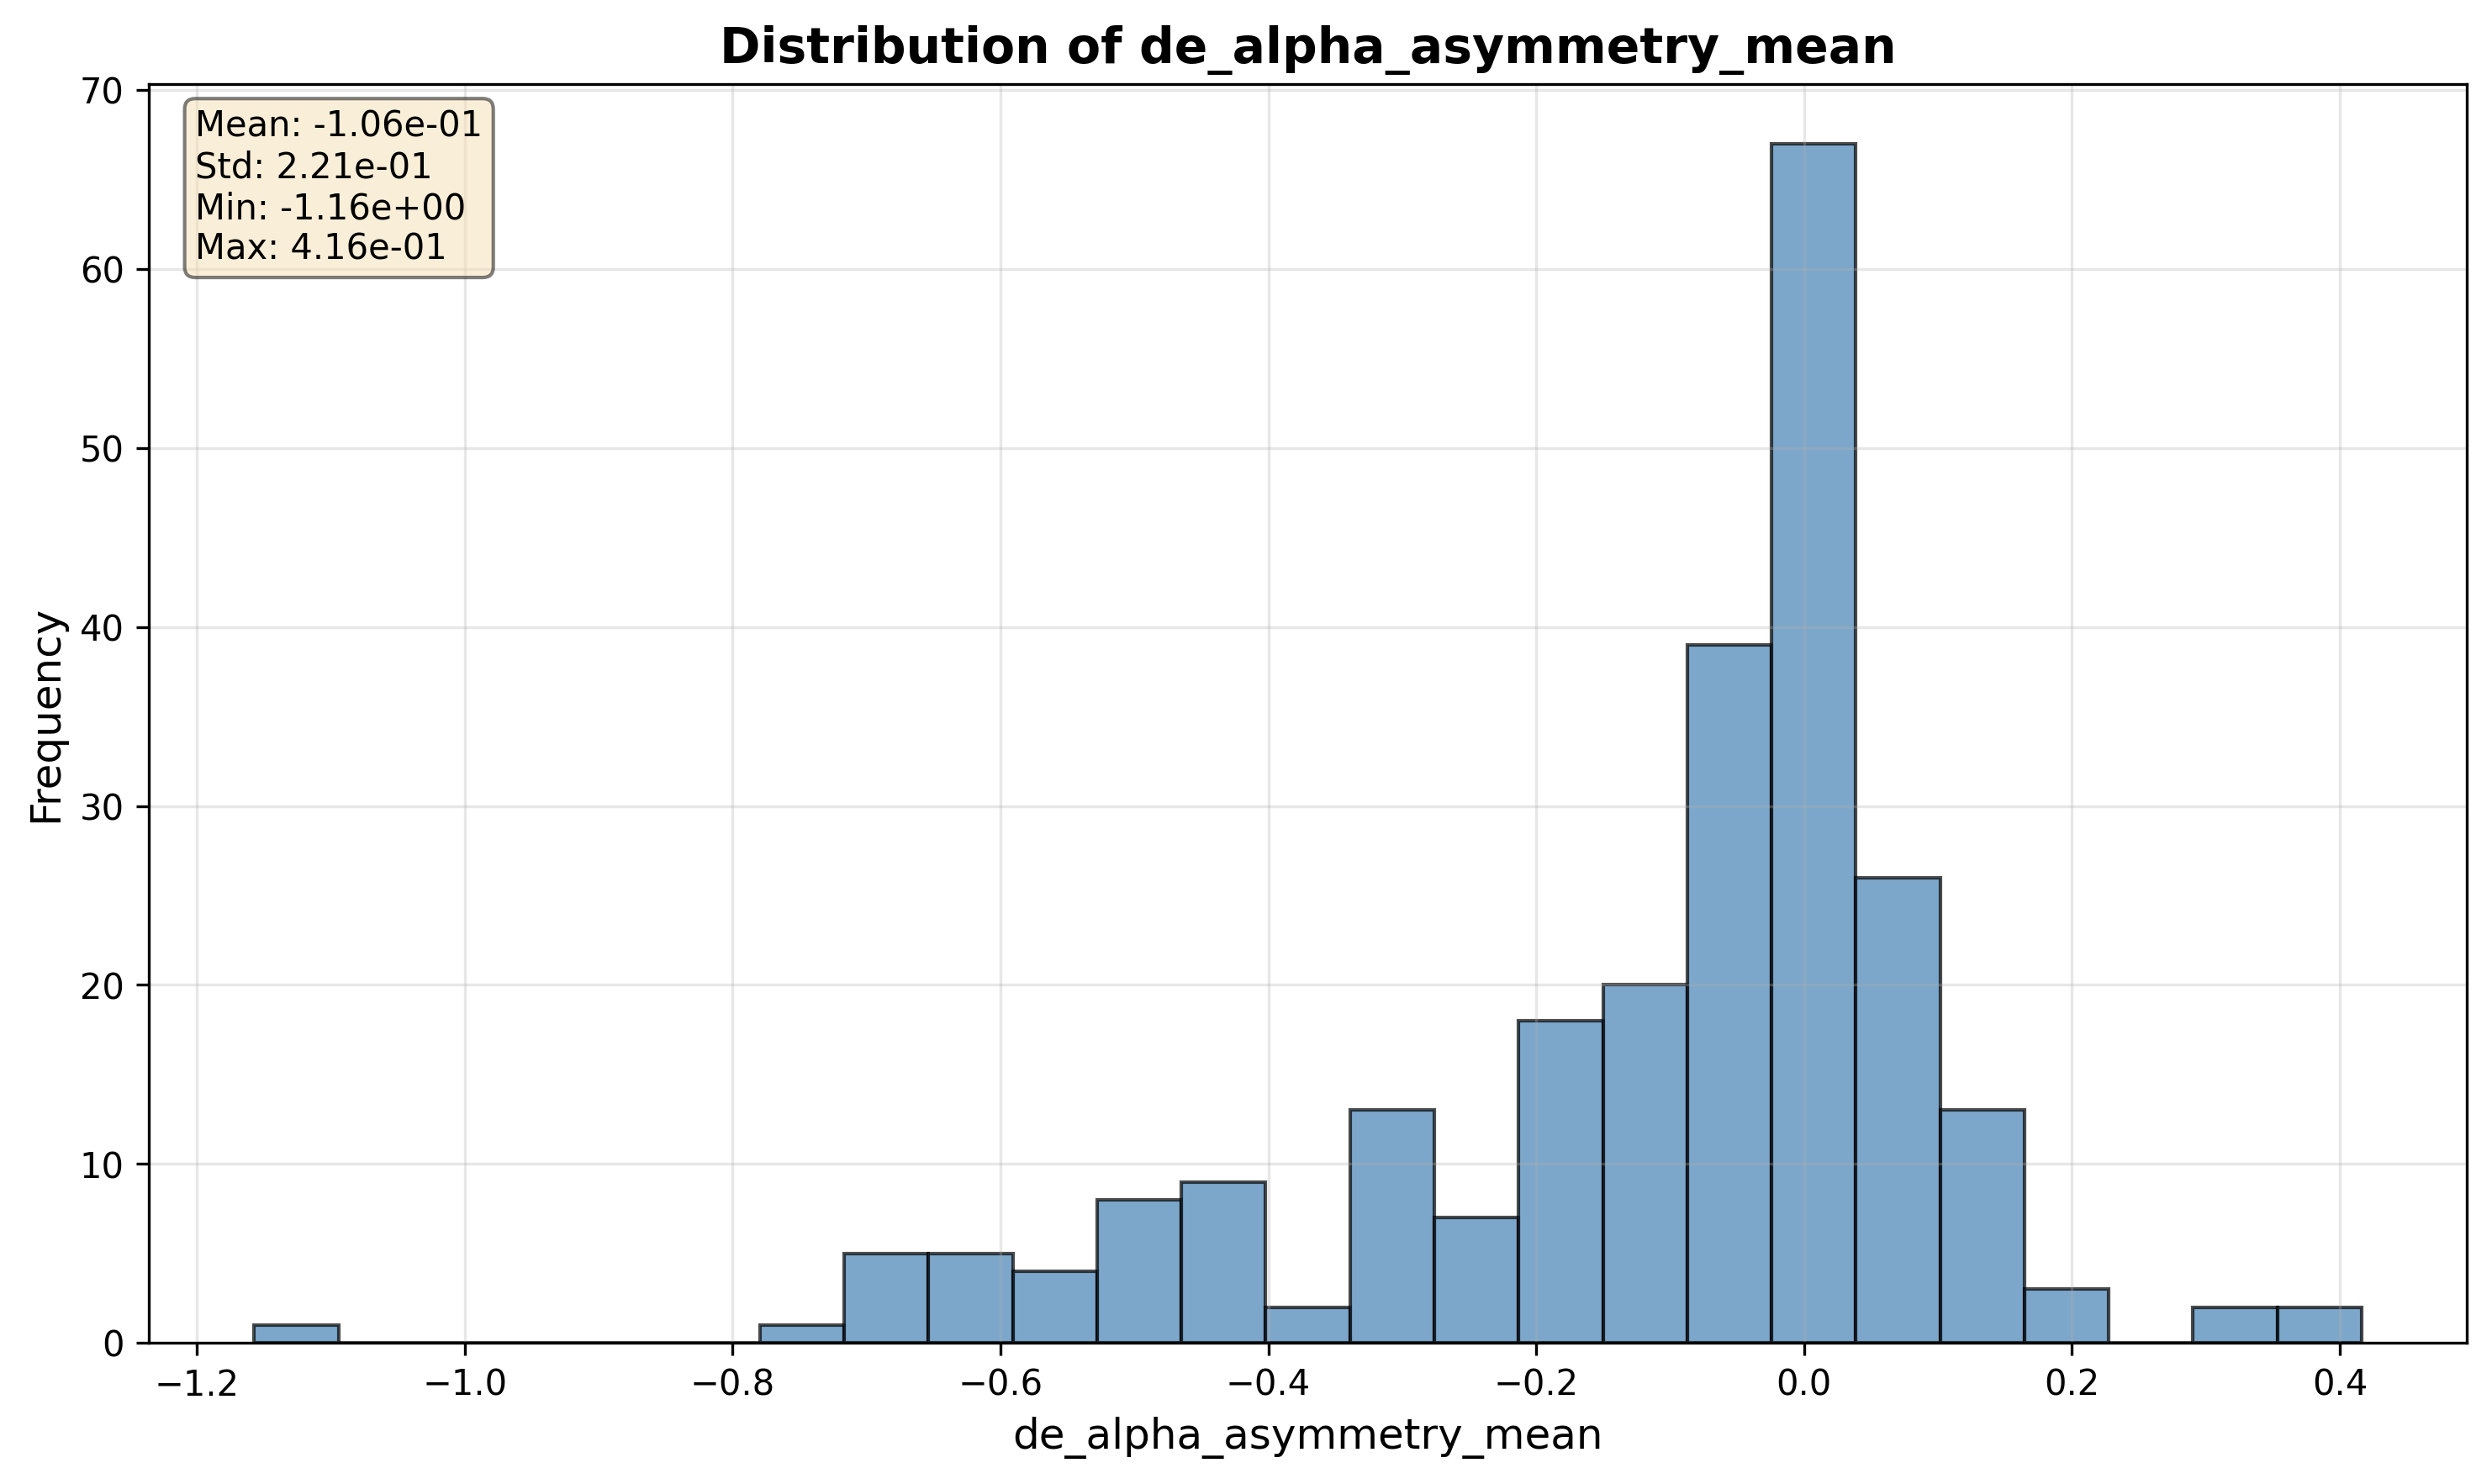 Distribution of de_alpha_asymmetry_mean
70
60
50
40
30
20
10
0
Mean: -1.06e-01
Std: 2.21e-01
Min: -1.16e+00
Max: 4.16e-01
Frequency
−1.2 −1.0 −0.8 −0.6 −0.4 −0.2 0.0 0.2 0.4
de_alpha_asymmetry_mean